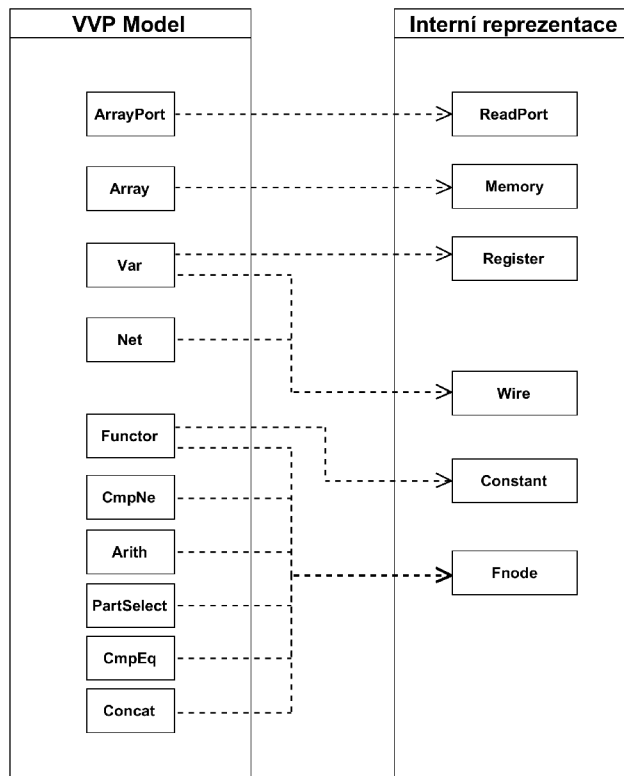 VVP Model
Interní reprezentace
ArrayPort
ReadPort
Array
Memory
Var
Register
Net
Wire
Functor
Constant
CmpNe
Arith
Fnode
PartSelect
CmpEq
Concat